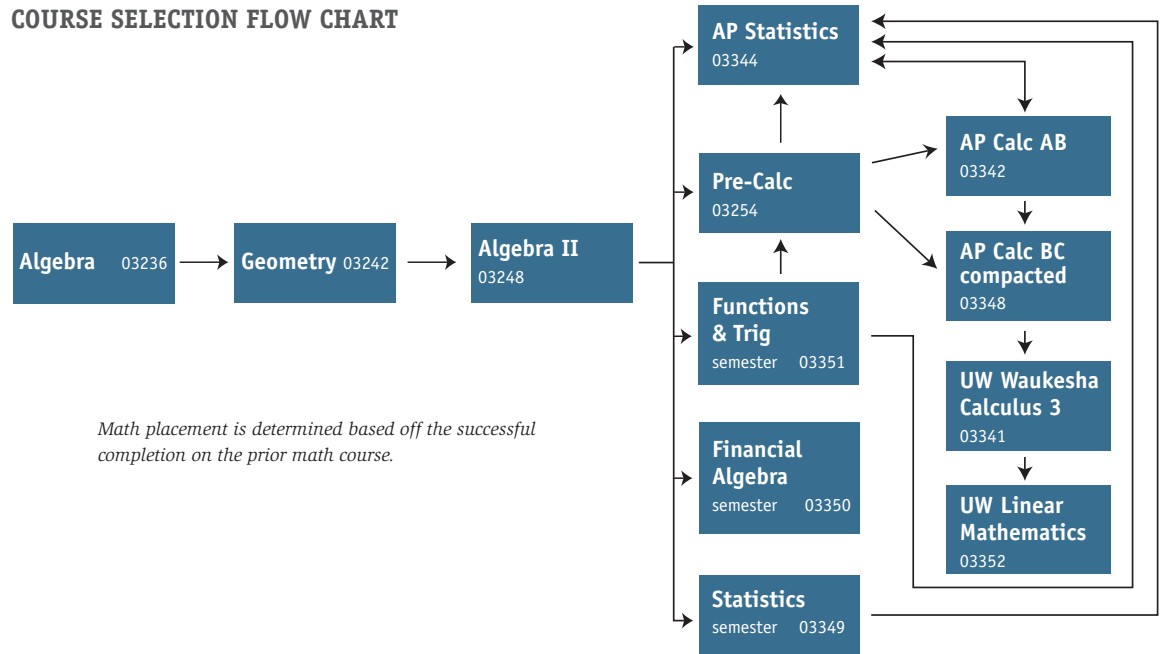 COURSE SELECTION FLOW CHART
Algebra 03236
Geometry 03242
Algebra II
03248
Math placement is determined based off the successful
completion on the prior math course.
AP Statistics
03344
Pre-Calc
03254
Functions
& Trig
semester 03351
Financial
Algebra
semester 03350
Statistics
semester 03349
AP Calc AB
03342
AP Calc BC
compacted
03348
UW Waukesha
Calculus 3
03341
UW Linear
Mathematics
03352